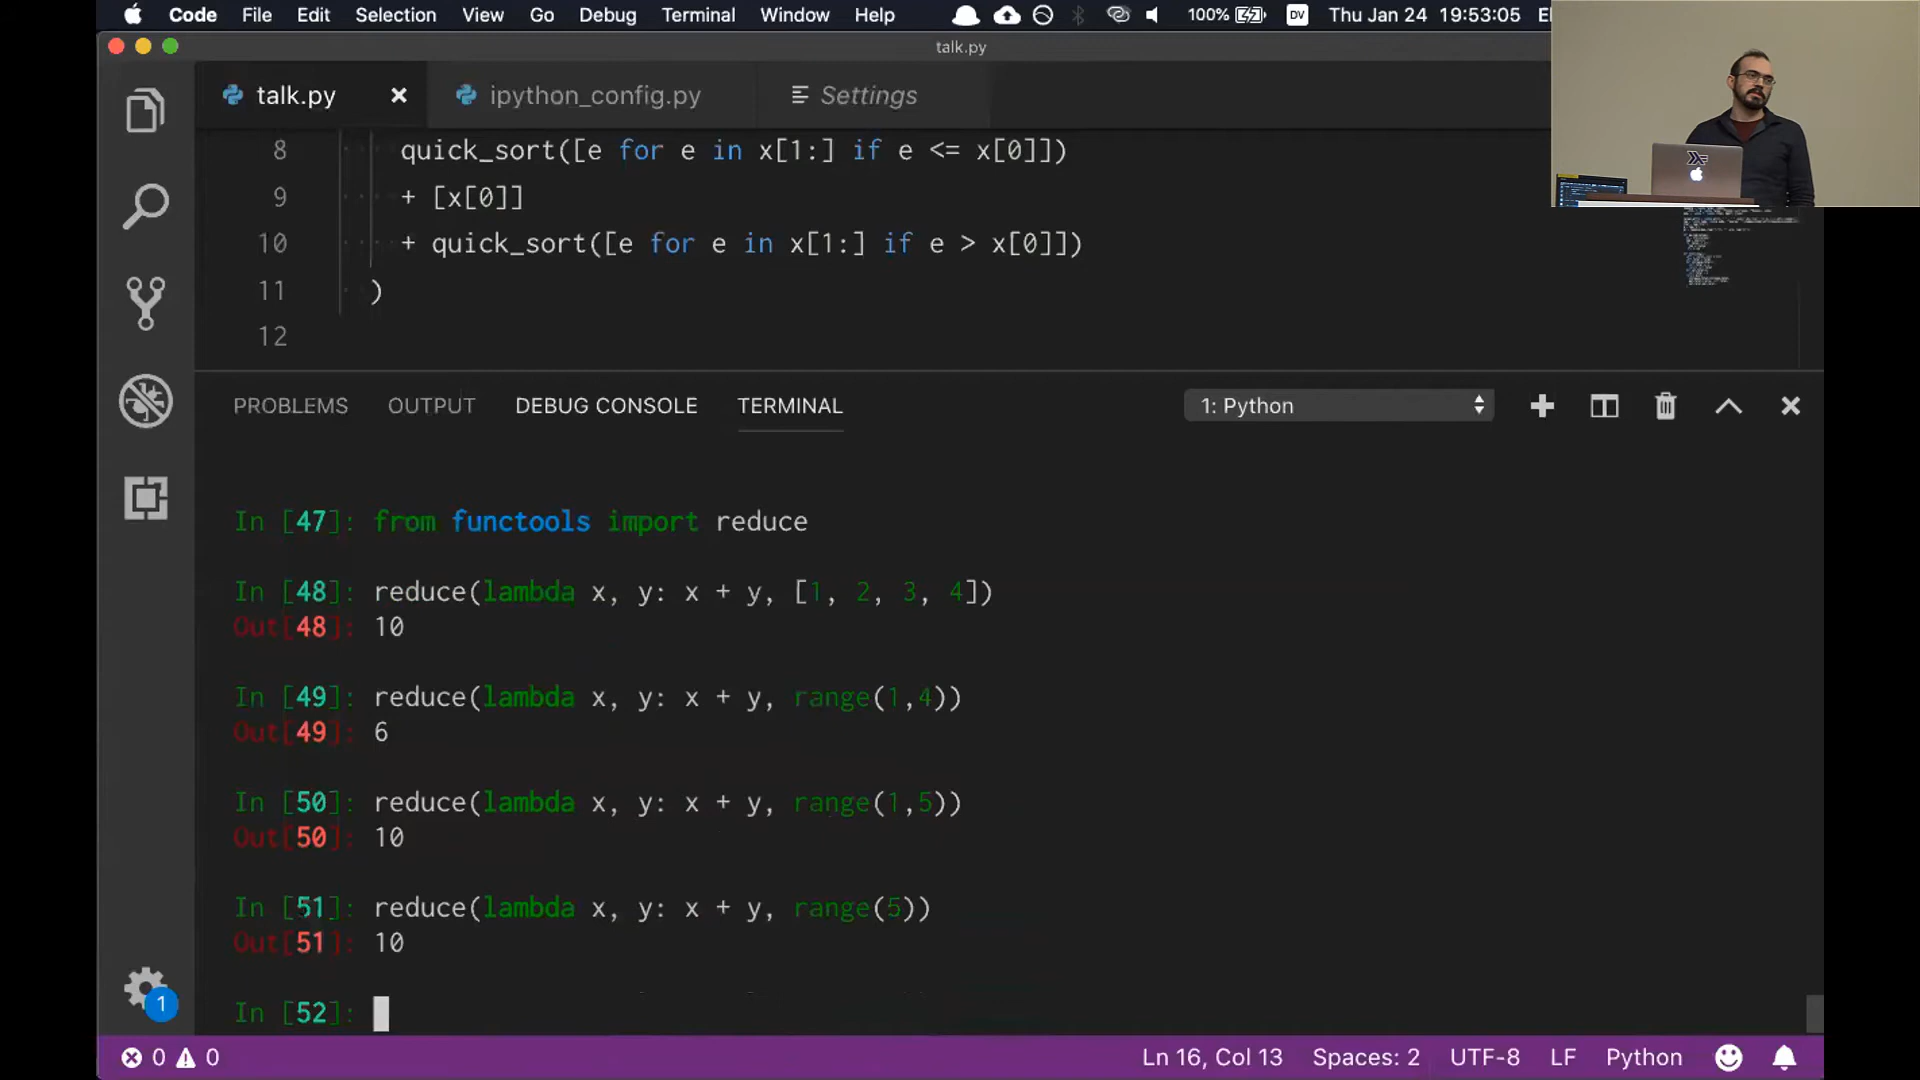 Code File Edit Selection View Go Debug Terminal Window Help 100% DV Thu Jan 24 19:53:05
talk.py
talk.py ipython_config.py Settings
8 quick_sort([e for e in x[1:] if e <= x[0]])
9 + [x[0]]
10 + quick_sort([e for e in x[1:] if e > x[0]])
11 )
12
PROBLEMS OUTPUT DEBUG CONSOLE TERMINAL 1: Python
In [47]: from functools import reduce
In [48]: reduce(lambda x, y: x + y, [1, 2, 3, 4])
Out[48]: 10
In [49]: reduce(lambda x, y: x + y, range(1,4))
Out[49]: 6
In [50]: reduce(lambda x, y: x + y, range(1,5))
Out[50]: 10
In [51]: reduce(lambda x, y: x + y, range(5))
Out[51]: 10
In [52]:
1
0 0 Ln 16, Col 13 Spaces: 2 UTF-8 LF Python